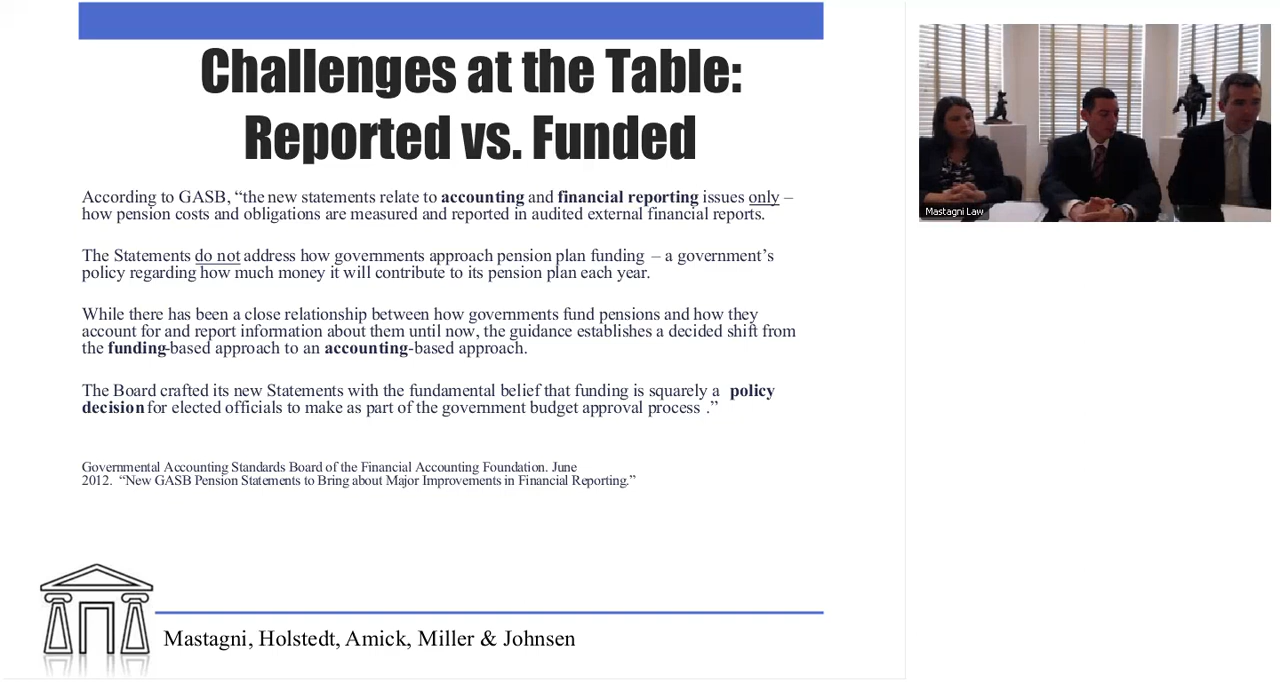 Challenges at the Table:
Reported vs. Funded
According to GASB, “the new statements relate to accounting and financial reporting issues only –
how pension costs and obligations are measured and reported in audited external financial reports.
The Statements do not address how governments approach pension plan funding – a government’s
policy regarding how much money it will contribute to its pension plan each year.
While there has been a close relationship between how governments fund pensions and how they
account for and report information about them until now, the guidance establishes a decided shift from
the funding-based approach to an accounting-based approach.
The Board crafted its new Statements with the fundamental belief that funding is squarely a policy
decision for elected officials to make as part of the government budget approval process .”
Governmental Accounting Standards Board of the Financial Accounting Foundation. June
2012. “New GASB Pension Statements to Bring about Major Improvements in Financial Reporting.”
Mastagni, Holstedt, Amick, Miller & Johnsen
Mastagni Law